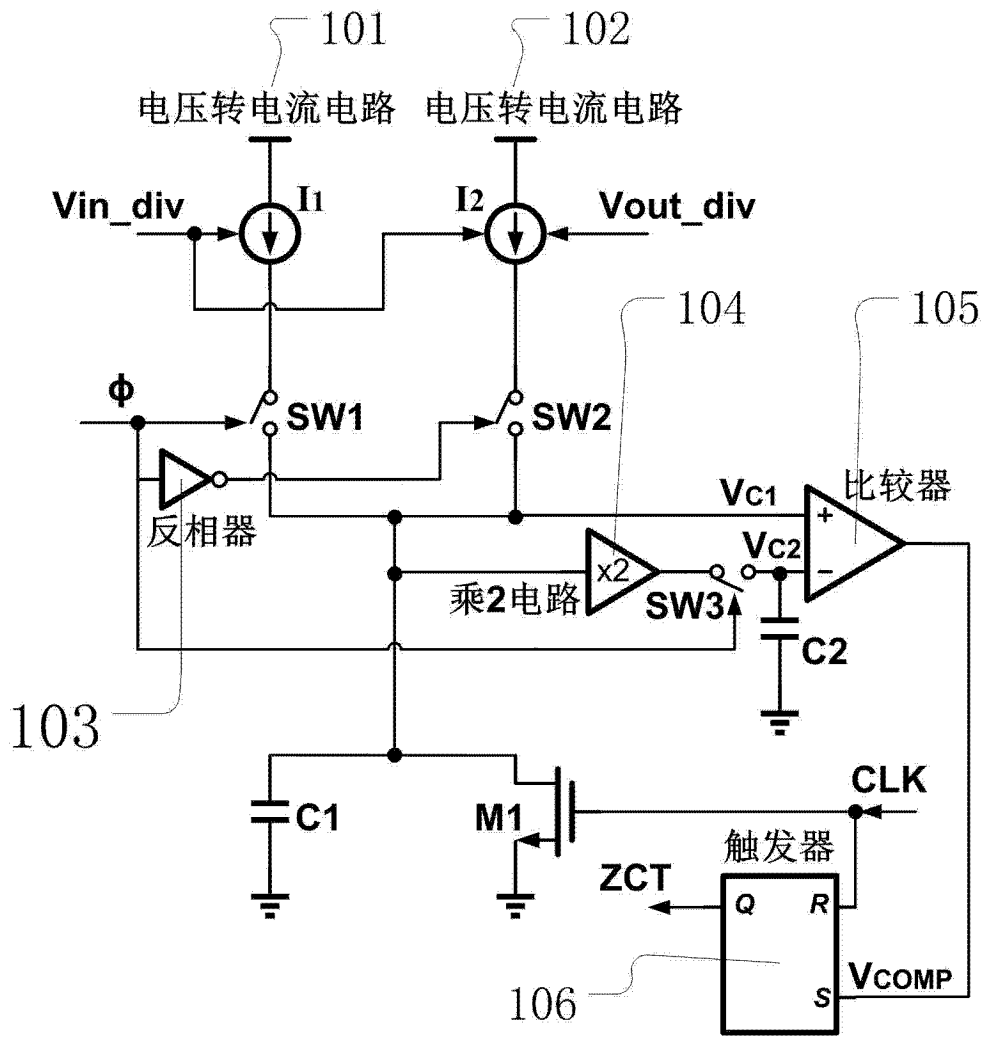 101 102
电压转电流电路 电压转电流电路
I1 I2
Vin_div Vout_div
104 105
ϕ
SW1 SW2
比较器
VC1 +
反相器
VC2 −
x2
乘2电路 SW3
C2
103
CLK
C1 M1
触发器
ZCT Q R
106 S VCOMP